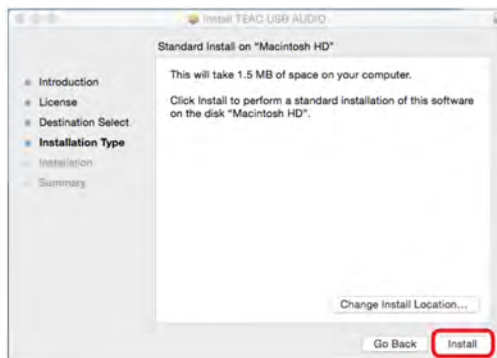 Install TEAC USB AUDIO
Standard Install on "Macintosh HD"
Introduction
License
Destination Select
Installation Type
Installation
Summary
This will take 1.5 MB of space on your computer.
Click Install to perform a standard installation of this software
on the disk "Macintosh HD".
Change Install Location...
Go Back
Install